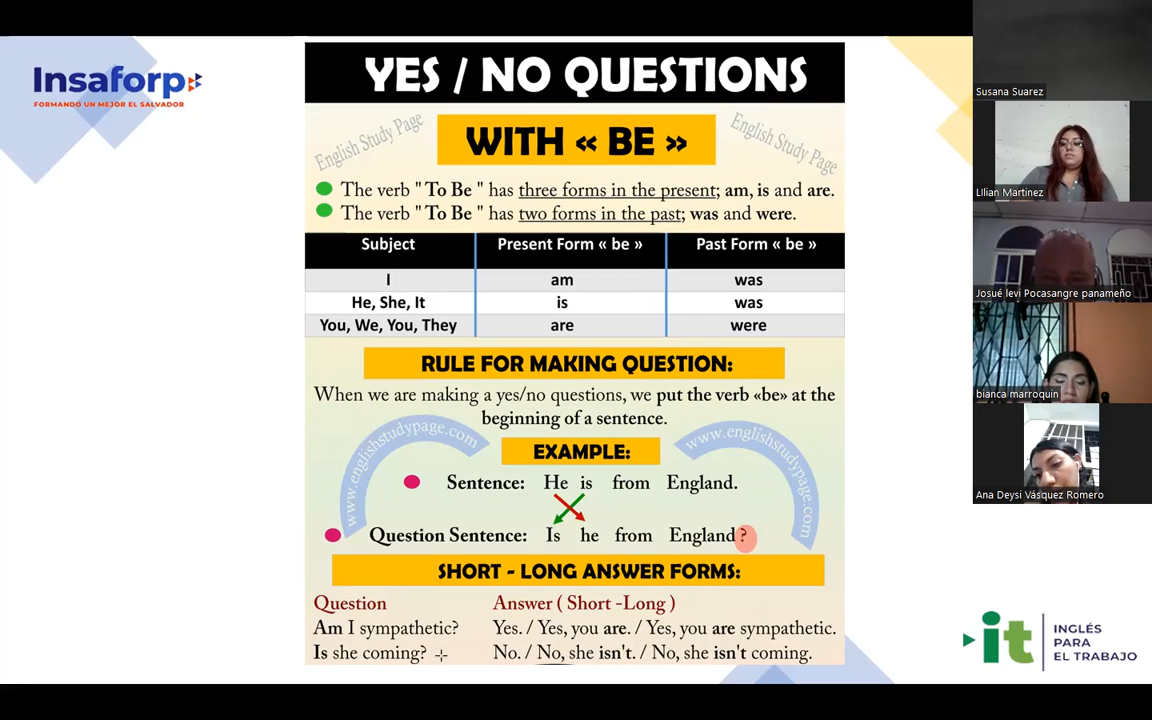 Insaforp
FORMANDO UN MEJOR EL SALVADOR
YES / NO QUESTIONS
English Study Page
WITH « BE »
English Study Page
The verb " To Be " has three forms in the present; am, is and are.
The verb " To Be " has two forms in the past; was and were.
Subject Present Form « be » Past Form « be »
I am was
He, She, It is was
You, We, You, They are were
RULE FOR MAKING QUESTION:
When we are making a yes/no questions, we put the verb «be» at the
beginning of a sentence.
www.englishstudypage.com
EXAMPLE:
www.englishstudypage.com
Sentence: He is from England.
Question Sentence: Is he from England ?
SHORT - LONG ANSWER FORMS:
Question Answer ( Short -Long )
Am I sympathetic? Yes. / Yes, you are. / Yes, you are sympathetic.
Is she coming? No. / No, she isn't. / No, she isn't coming.
Susana Suarez
LIlian Martinez
Josué levi Pocasangre panameño
bianca marroquin
Ana Deysi Vásquez Romero
it INGLÉS
PARA
EL TRABAJO